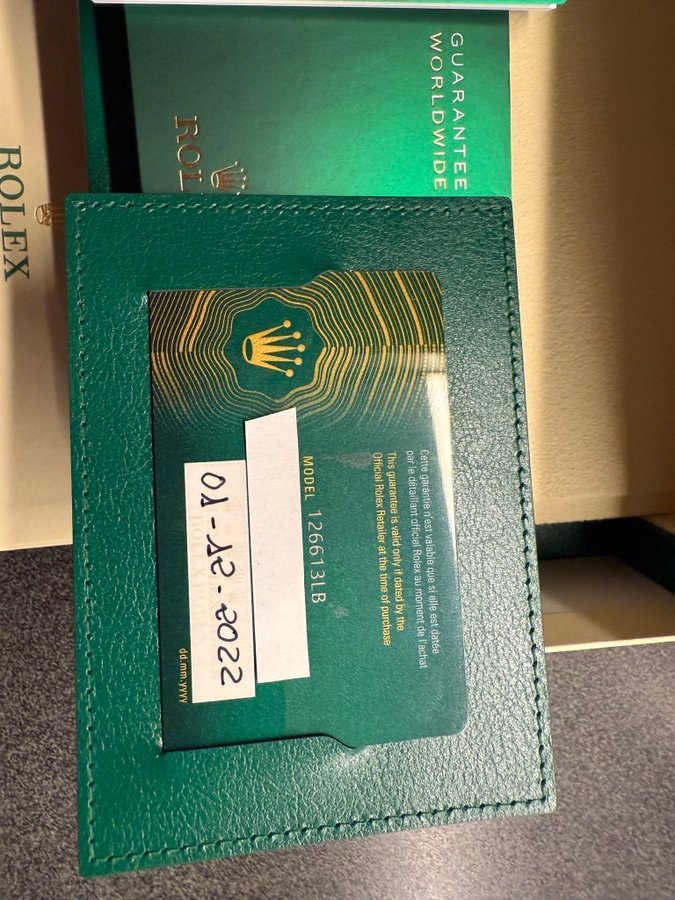 GUARANTEE
WORLDWIDE
ROLEX
Cette garantie n'est valable que si elle est datée
par le détaillant officiel Rolex au moment de l'achat
This guarantee is valid only if dated by the
Official Rolex Retailer at the time of purchase
MODEL 126613LB
01-12-2022
dd.mm.yyyy